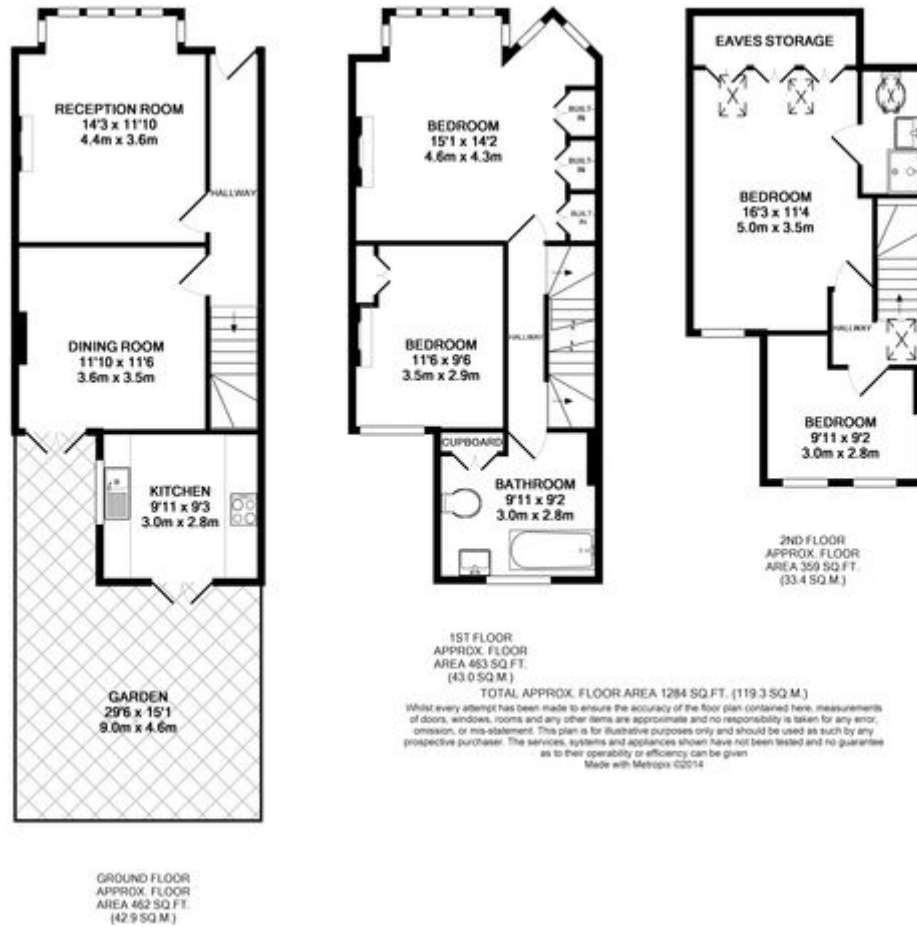 RECEPTION ROOM
14'3 x 11'10
4.4m x 3.6m
HALLWAY
DINING ROOM
11'10 x 11'6
3.6m x 3.5m
KITCHEN
9'11 x 9'3
3.0m x 2.8m
GARDEN
29'6 x 15'1
9.0m x 4.6m
GROUND FLOOR
APPROX. FLOOR
AREA 462 SQ.FT.
(42.9 SQ.M.)
BEDROOM
15'1 x 14'2
4.6m x 4.3m
BUILT-
IN
BUILT-
IN
BUILT-
IN
HALLWAY
BEDROOM
11'6 x 9'6
3.5m x 2.9m
CUPBOARD
BATHROOM
9'11 x 9'2
3.0m x 2.8m
1ST FLOOR
APPROX. FLOOR
AREA 463 SQ.FT.
(43.0 SQ.M.)
EAVES STORAGE
BEDROOM
16'3 x 11'4
5.0m x 3.5m
HALLWAY
BEDROOM
9'11 x 9'2
3.0m x 2.8m
2ND FLOOR
APPROX. FLOOR
AREA 359 SQ.FT.
(33.4 SQ.M.)
TOTAL APPROX. FLOOR AREA 1284 SQ.FT. (119.3 SQ.M.)
Whilst every attempt has been made to ensure the accuracy of the floor plan contained here, measurements
of doors, windows, rooms and any other items are approximate and no responsibility is taken for any error,
omission, or mis-statement. This plan is for illustrative purposes only and should be used as such by any
prospective purchaser. The services, systems and appliances shown have not been tested and no guarantee
as to their operability or efficiency can be given
Made with Metropix ©2014